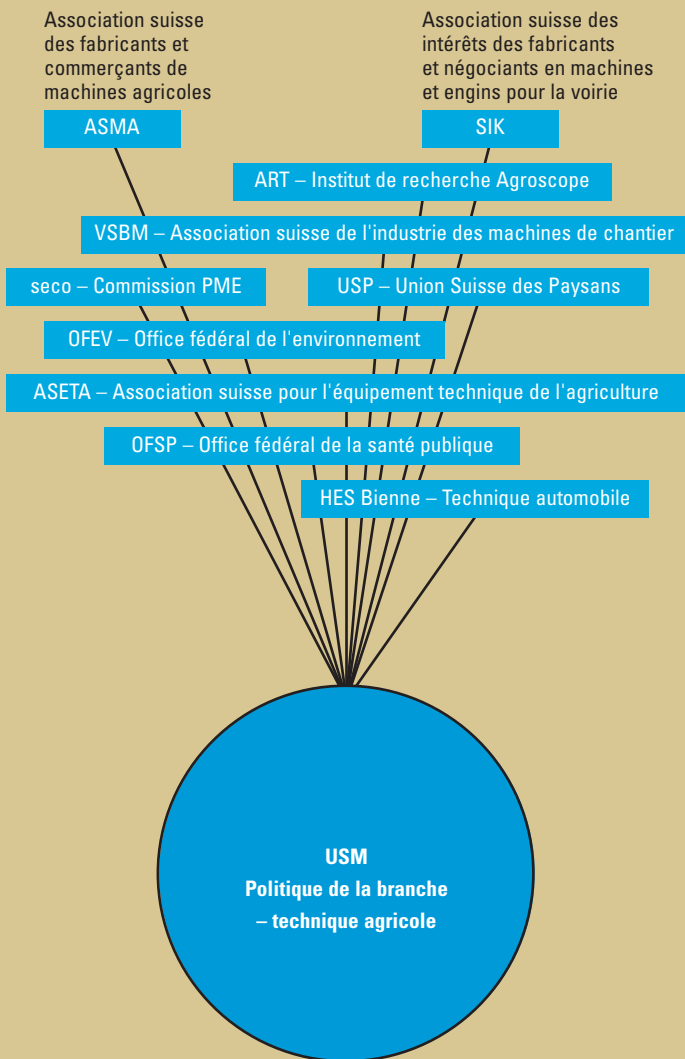 Association suisse
des fabricants et
commerçants de
machines agricoles
ASMA
Association suisse des
intérêts des fabricants
et négociants en machines
et engins pour la voirie
SIK
ART – Institut de recherche Agroscope
VSBM – Association suisse de l'industrie des machines de chantier
seco – Commission PME
USP – Union Suisse des Paysans
OFEV – Office fédéral de l'environnement
ASETA – Association suisse pour l'équipement technique de l'agriculture
OFSP – Office fédéral de la santé publique
HES Bienne – Technique automobile
USM
Politique de la branche
– technique agricole